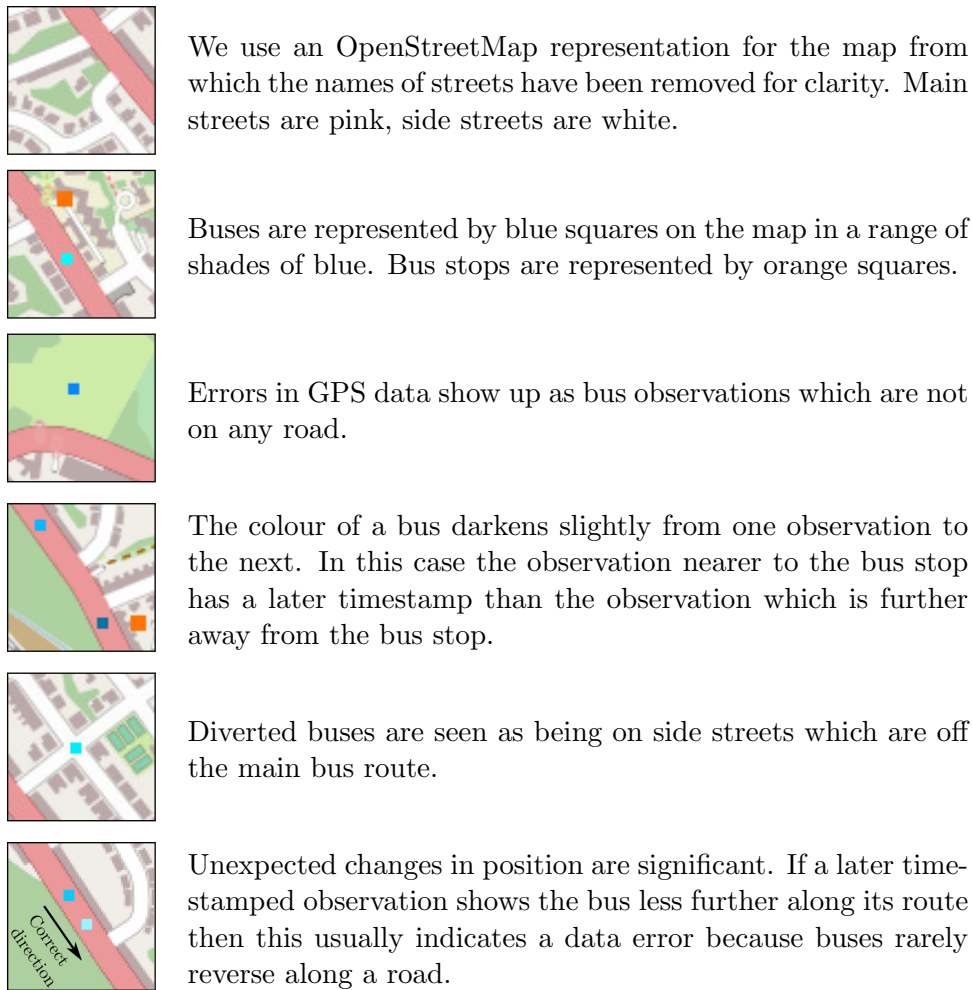 We use an OpenStreetMap representation for the map from
which the names of streets have been removed for clarity. Main
streets are pink, side streets are white.
Buses are represented by blue squares on the map in a range of
shades of blue. Bus stops are represented by orange squares.
Errors in GPS data show up as bus observations which are not
on any road.
The colour of a bus darkens slightly from one observation to
the next. In this case the observation nearer to the bus stop
has a later timestamp than the observation which is further
away from the bus stop.
Diverted buses are seen as being on side streets which are off
the main bus route.
Correct
direction
Unexpected changes in position are significant. If a later time-
stamped observation shows the bus less further along its route
then this usually indicates a data error because buses rarely
reverse along a road.